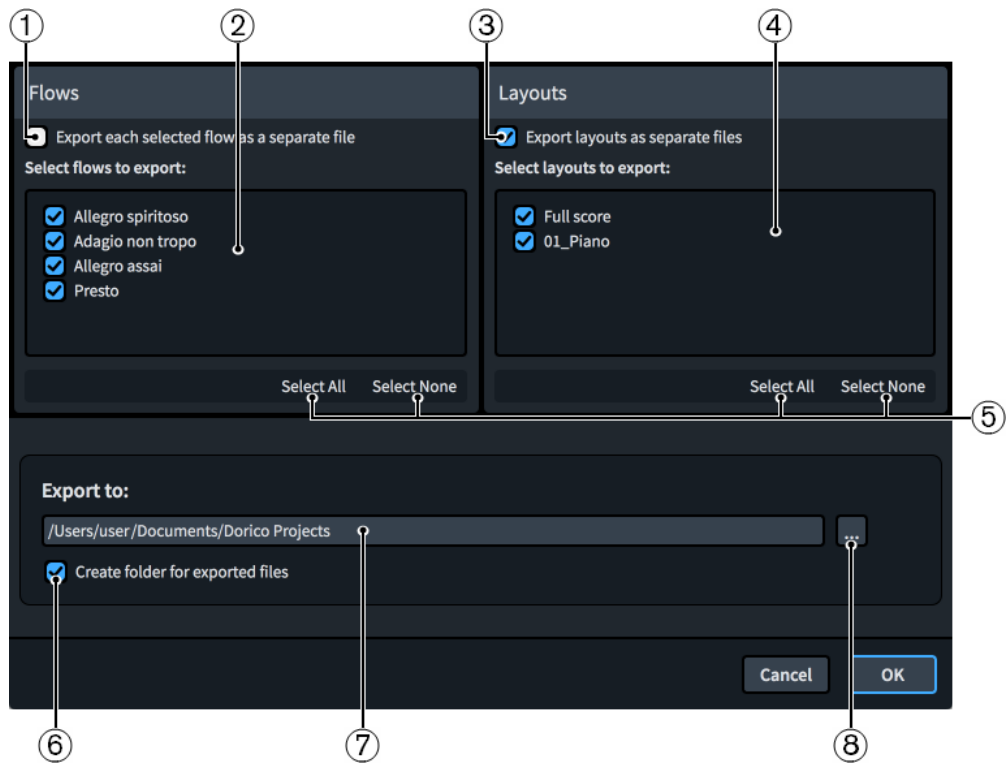 ① ② ③ ④
Flows
Export each selected flow as a separate file
Select flows to export:
Allegro spiritoso
Adagio non tropo
Allegro assai
Presto
Select All Select None
Layouts
Export layouts as separate files
Select layouts to export:
Full score
01_Piano
Select All Select None
⑤
Export to:
/Users/user/Documents/Dorico Projects
...
Create folder for exported files
Cancel OK
⑥ ⑦ ⑧